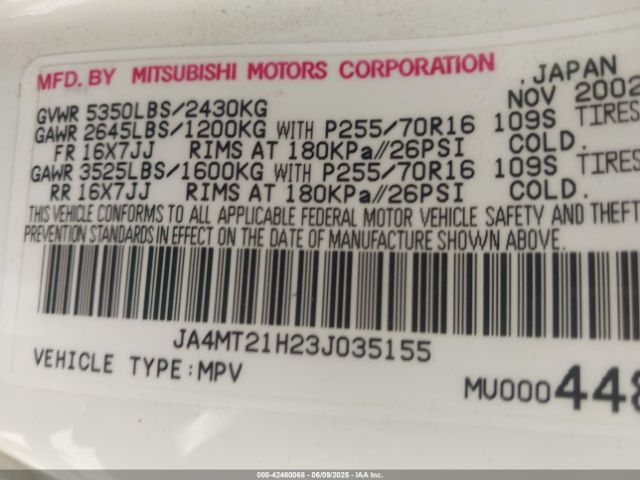 MFD. BY MITSUBISHI MOTORS CORPORATION . JAPAN
GVWR 5350LBS/2430KG NOV 2002
GAWR 2645LBS/1200KG WITH P255/70R16 109S TIRES
FR 16X7JJ RIMS AT 180KPa//26PSI COLD.
GAWR 3525LBS/1600KG WITH P255/70R16 109S TIRES
RR 16X7JJ RIMS AT 180KPa//26PSI COLD.
THIS VEHICLE CONFORMS TO ALL APPLICABLE FEDERAL MOTOR VEHICLE SAFETY AND THEFT
PREVENTION STANDARDS IN EFFECT ON THE DATE OF MANUFACTURE SHOWN ABOVE.
JA4MT21H23J035155
VEHICLE TYPE:MPV MU000448
000-42460068 - 06/09/2025 - IAA Inc.